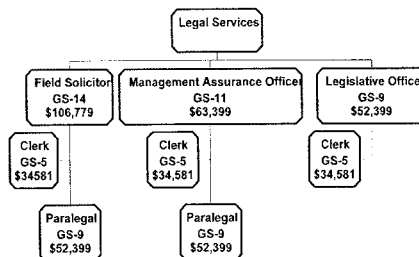 Legal Services
Field Solicitor
GS-14
$106,779
Management Assurance Officer
GS-11
$63,399
Legislative Office
GS-9
$52,399
Clerk
GS-5
$34581
Clerk
GS-5
$34,581
Clerk
GS-5
$34,581
Paralegal
GS-9
$52,399
Paralegal
GS-9
$52,399